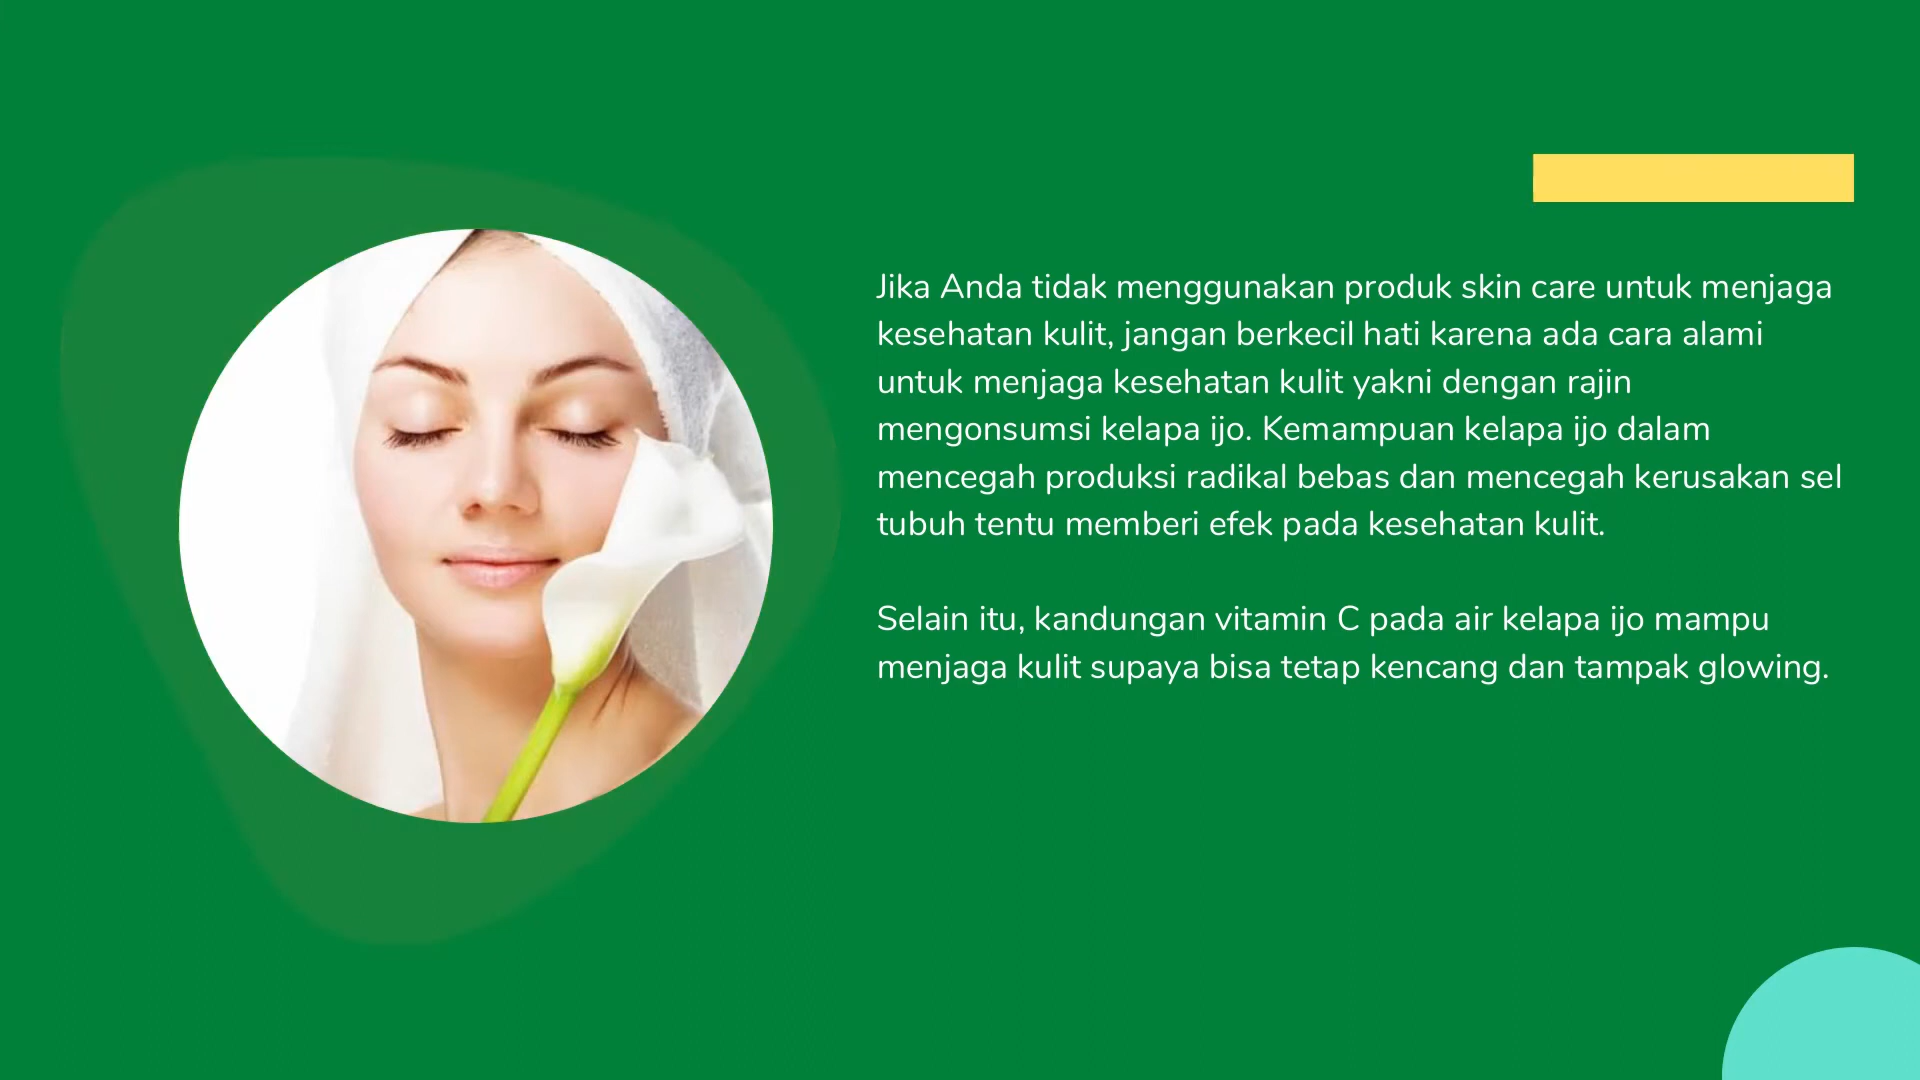 Jika Anda tidak menggunakan produk skin care untuk menjaga
kesehatan kulit, jangan berkecil hati karena ada cara alami
untuk menjaga kesehatan kulit yakni dengan rajin
mengonsumsi kelapa ijo. Kemampuan kelapa ijo dalam
mencegah produksi radikal bebas dan mencegah kerusakan sel
tubuh tentu memberi efek pada kesehatan kulit.
Selain itu, kandungan vitamin C pada air kelapa ijo mampu
menjaga kulit supaya bisa tetap kencang dan tampak glowing.